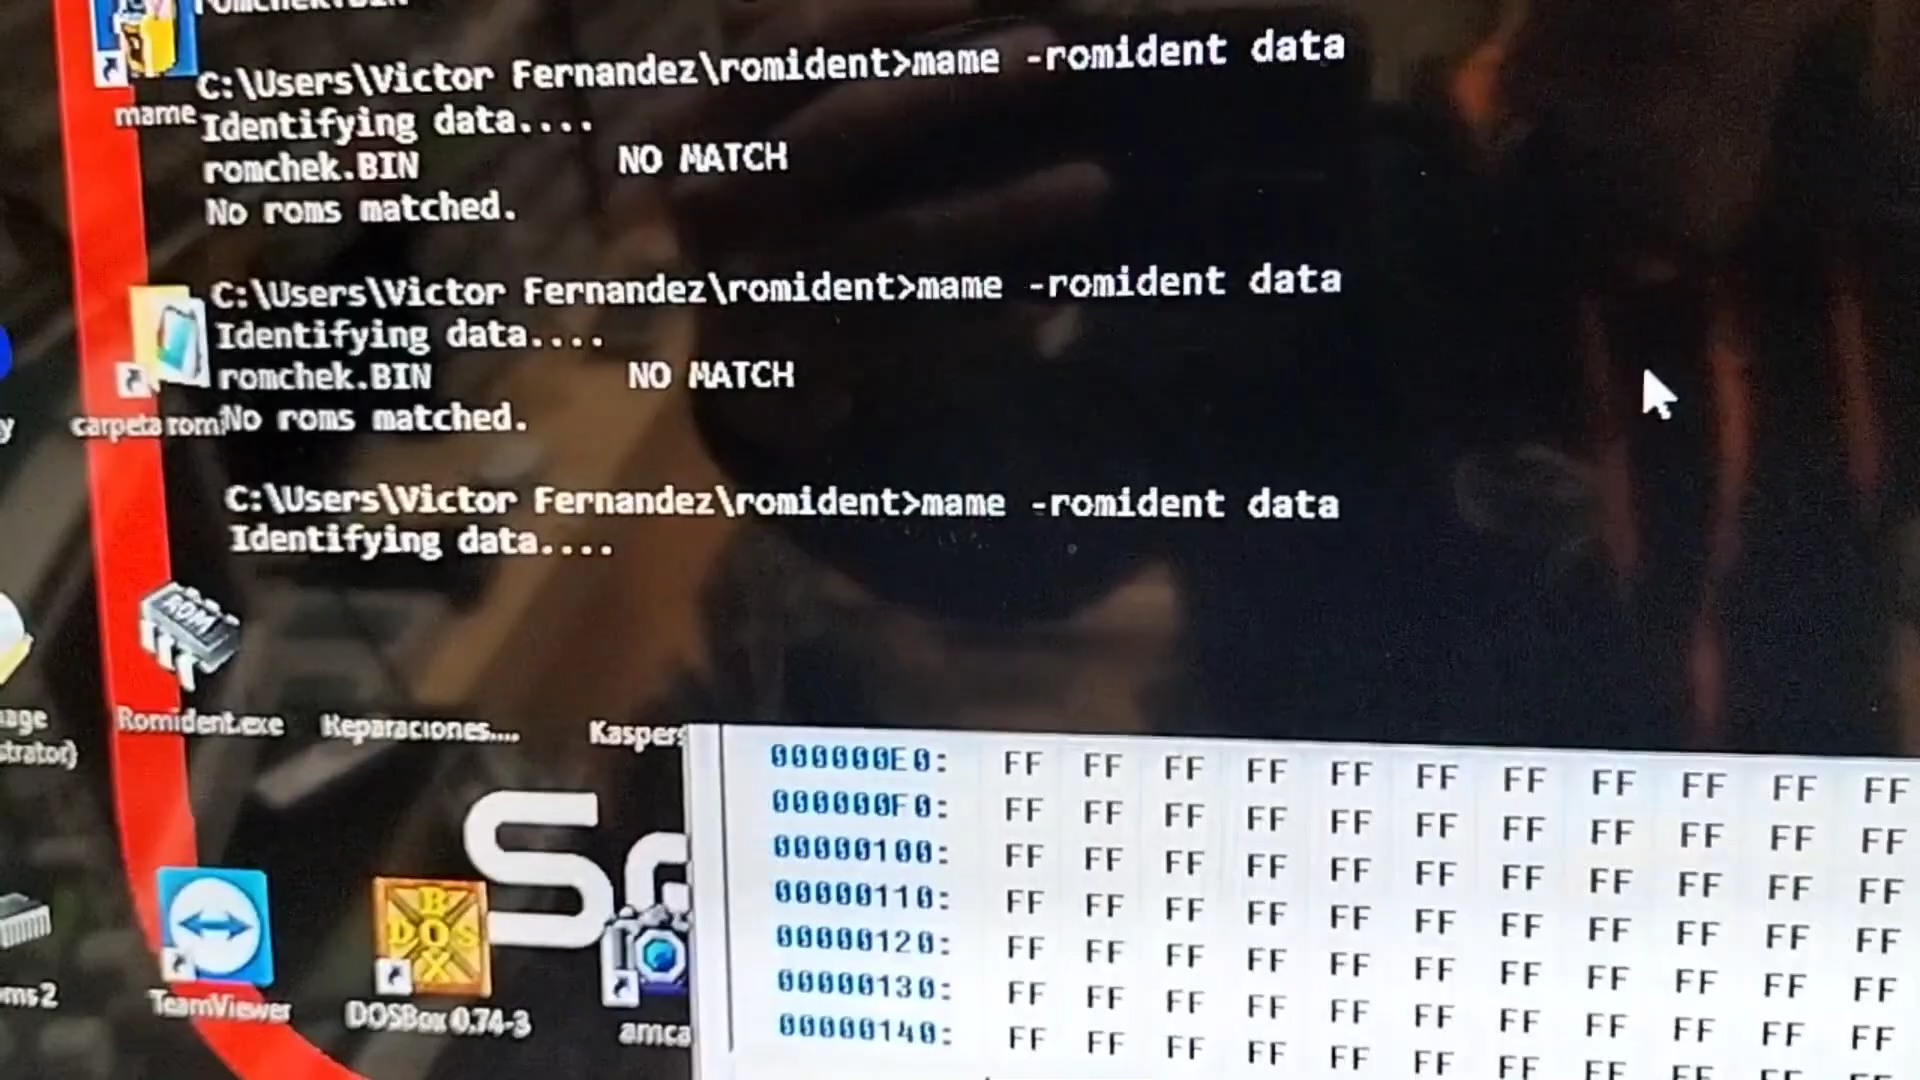 C:\Users\Victor Fernandez\romident>mame -romident data
mame
Identifying data....
romchek.BIN NO MATCH
No roms matched.
C:\Users\Victor Fernandez\romident>mame -romident data
Identifying data....
romchek.BIN NO MATCH
carpeta rom
No roms matched.
C:\Users\Victor Fernandez\romident>mame -romident data
Identifying data....
ROM
Romident.exe
Reparaciones....
Kaspers
000000E0: FF FF FF FF FF FF FF FF FF FF FF
000000F0: FF FF FF FF FF FF FF FF FF FF FF
00000100: FF FF FF FF FF FF FF FF FF FF FF
00000110: FF FF FF FF FF FF FF FF FF FF FF
00000120: FF FF FF FF FF FF FF FF FF FF FF
00000130: FF FF FF FF FF FF FF FF FF FF FF
00000140: FF FF FF FF FF FF FF FF FF FF FF
TeamViewer
DOS BOX
DOSBox 0.74-3
amca